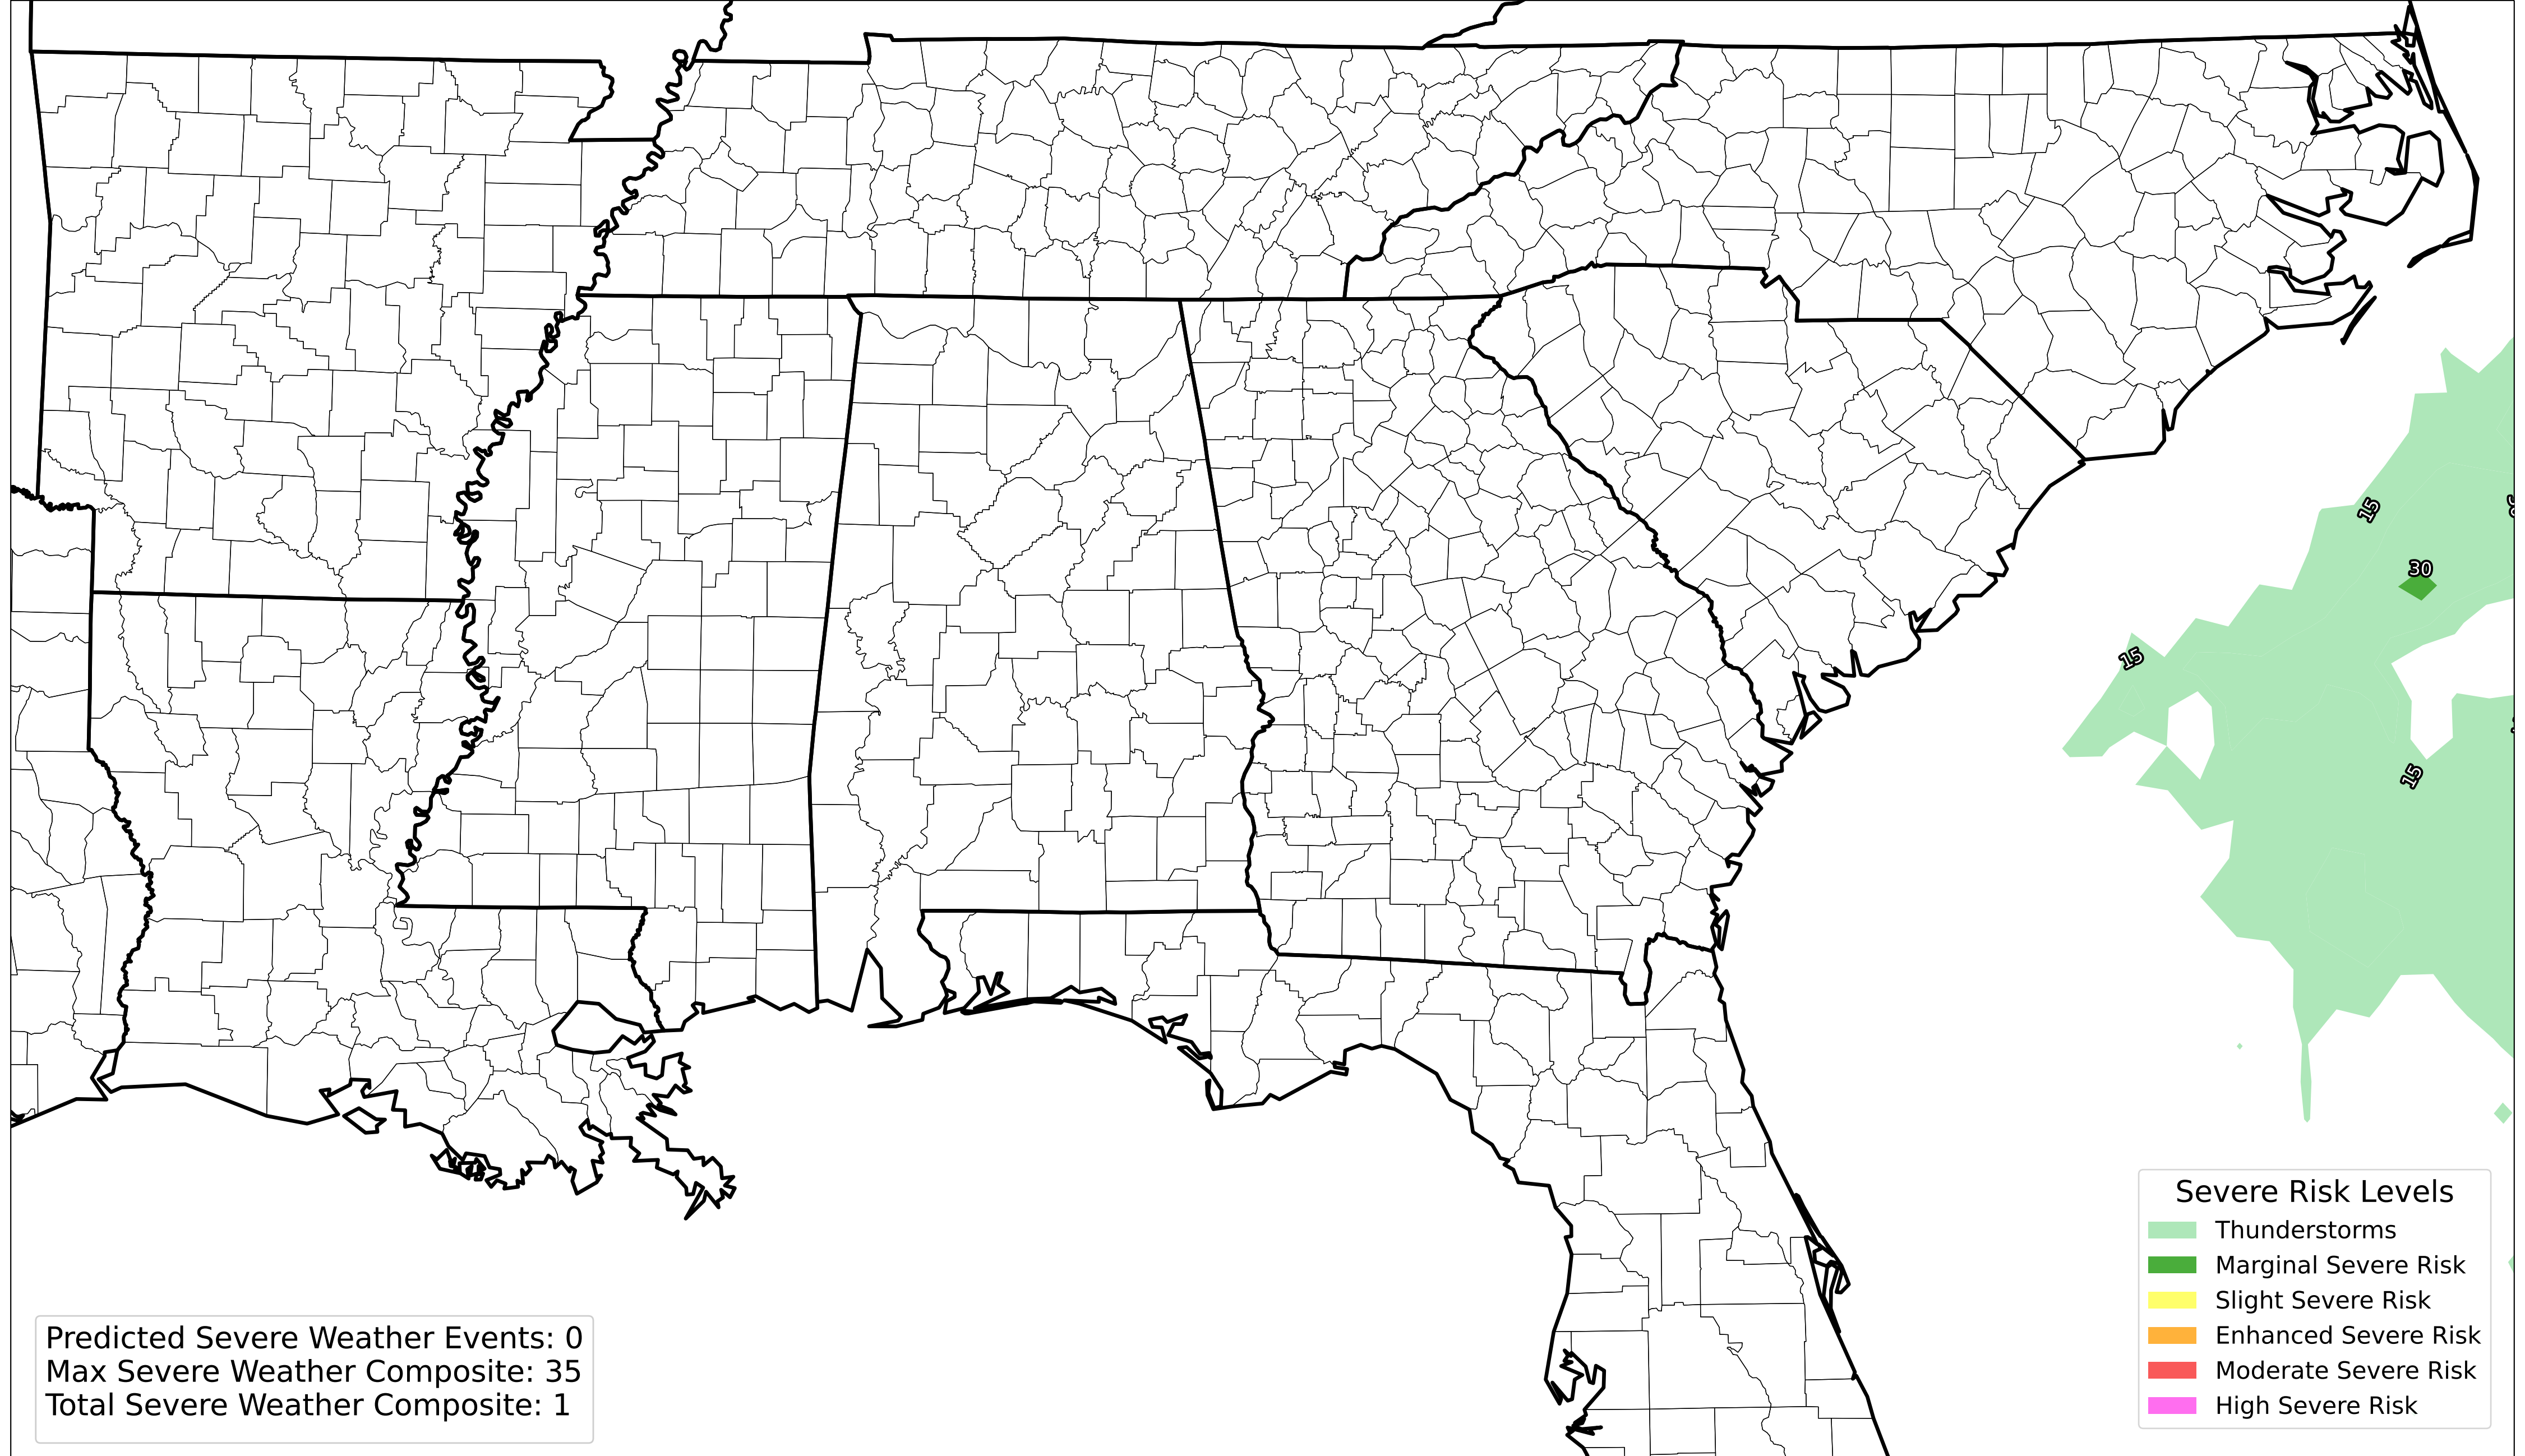 15
30
15
15
Severe Risk Levels
Thunderstorms
Marginal Severe Risk
Slight Severe Risk
Enhanced Severe Risk
Moderate Severe Risk
High Severe Risk
Predicted Severe Weather Events: 0
Max Severe Weather Composite: 35
Total Severe Weather Composite: 1